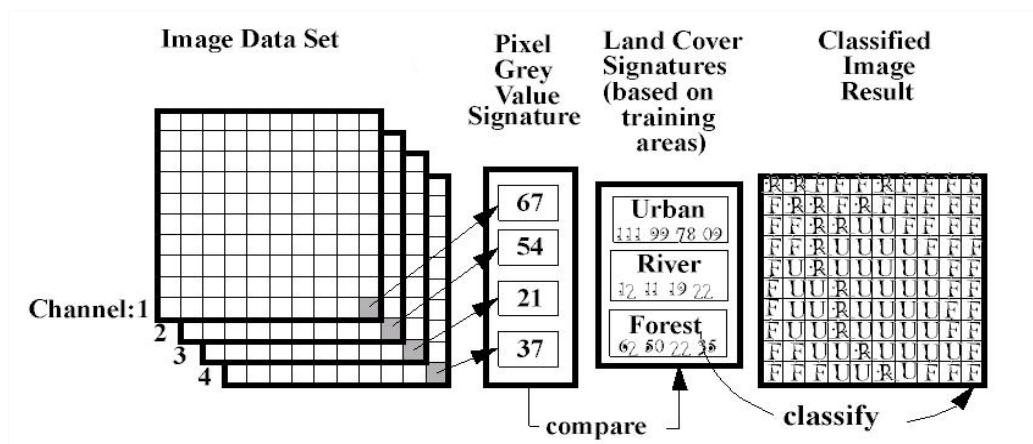 Image Data Set
Pixel
Grey
Value
Signature
Land Cover
Signatures
(based on
training
areas)
Classified
Image
Result
Channel:1
2
3
4
67
54
21
37
Urban
111 99 78 09
River
12 11 19 22
Forest
62 50 22 35
R R F F F R F F F F
F R R F R F F F F F
F F R R U U F F F F
F F R U U U U F F F
F U R U U U U U F F
F U U R U U U U F F
F U U R U U U F F F
F U U R U U U U F F
F F U U R U U U U F
F F F U U R U F F F
compare
classify